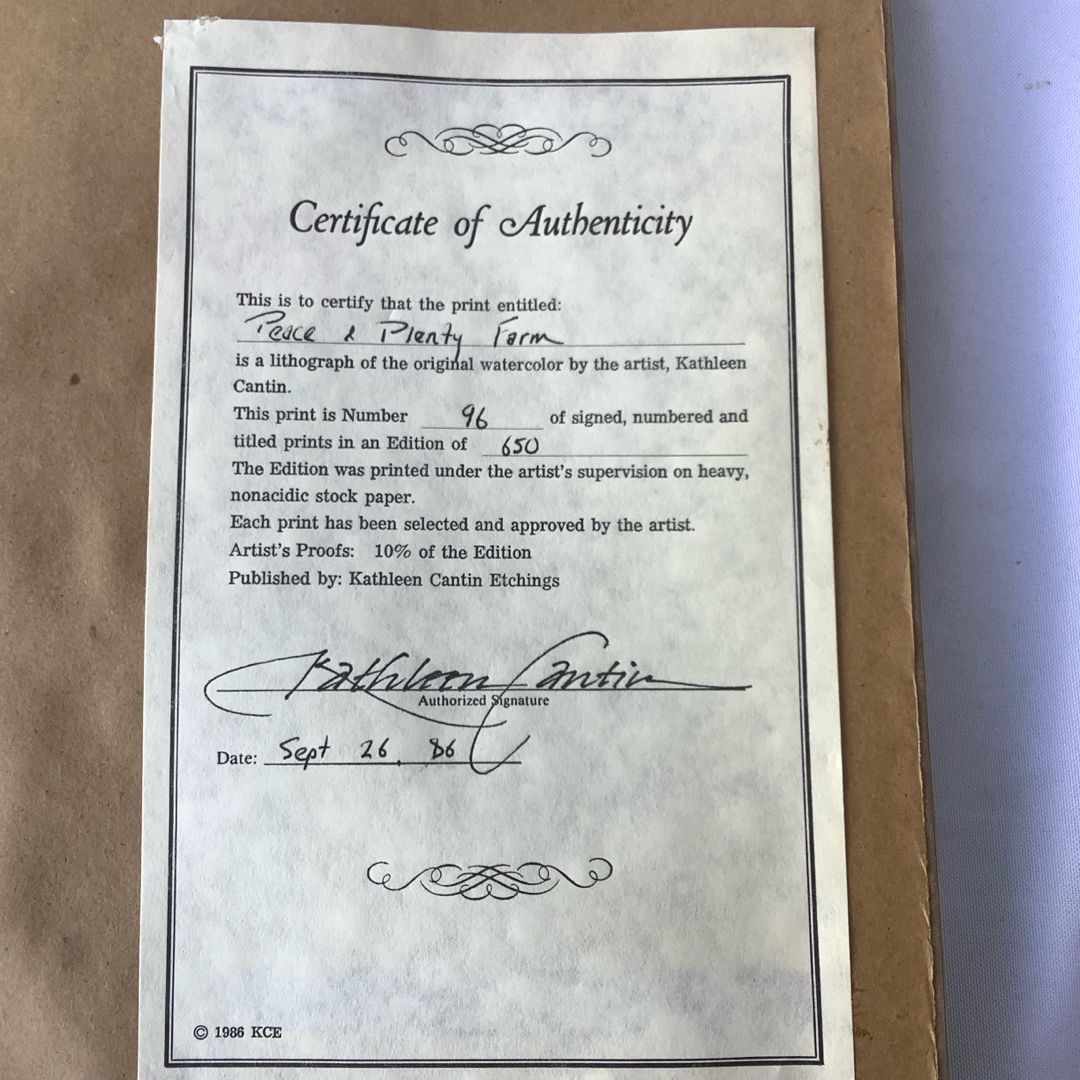 Certificate of Authenticity
This is to certify that the print entitled:
Peace & Plenty Farm
is a lithograph of the original watercolor by the artist, Kathleen
Cantin.
This print is Number 96 of signed, numbered and
titled prints in an Edition of 650
The Edition was printed under the artist's supervision on heavy,
nonacidic stock paper.
Each print has been selected and approved by the artist.
Artist's Proofs: 10% of the Edition
Published by: Kathleen Cantin Etchings
Kathleen Cantin
Authorized Signature
Date: Sept 26, 86
© 1986 KCE